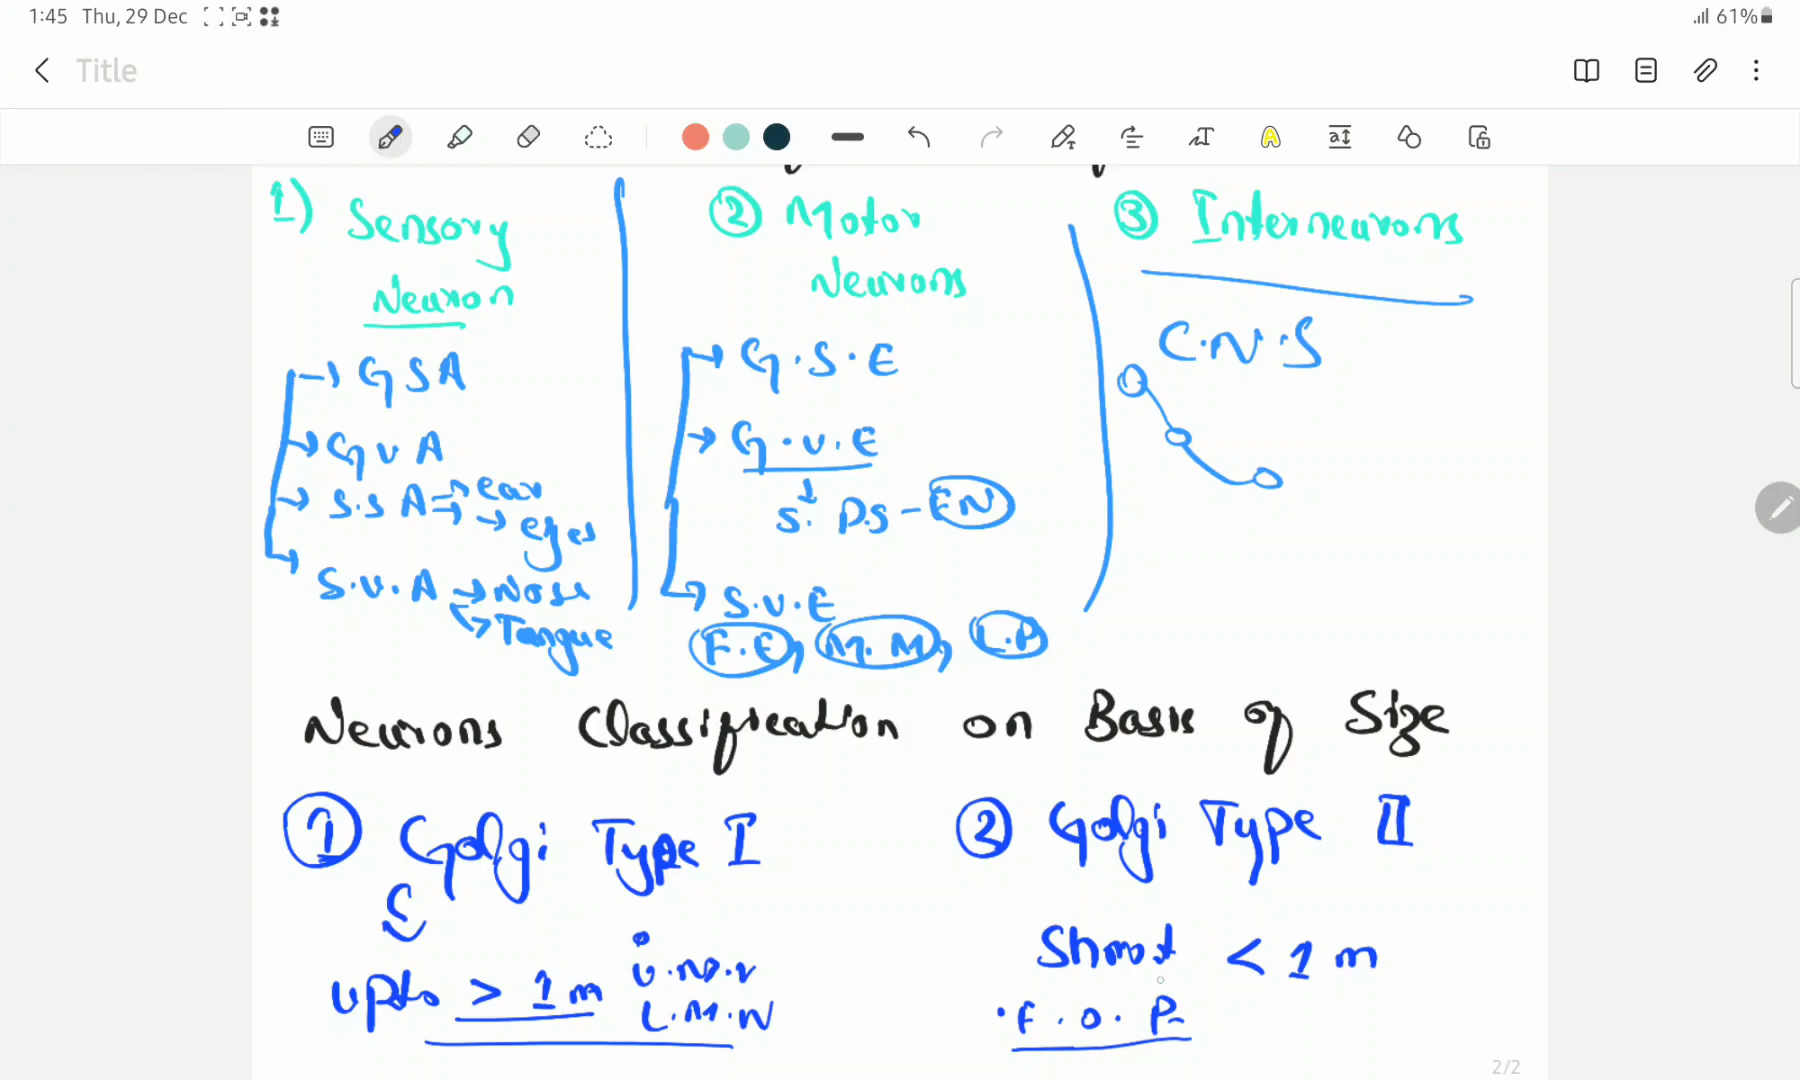 1:45 Thu, 29 Dec
61%
Title
1) Sensory
Neuron
→ GSA
→ GVA
→ S.S A → ear
→ eyes
S.V.A → Nose
→ Tongue
② Motor
Neurons
→ G.S.E
→ G.V.E
S. P.S - EN
→ S.V.E
F.E, M.M, L.P
③ Interneurons
C.N.S
Neurons Classification on Basis of Size
① Golgi Type I
upto > 1 m
L.M.N
② Golgi Type II
Short < 1 m
. F . O . P
2/2